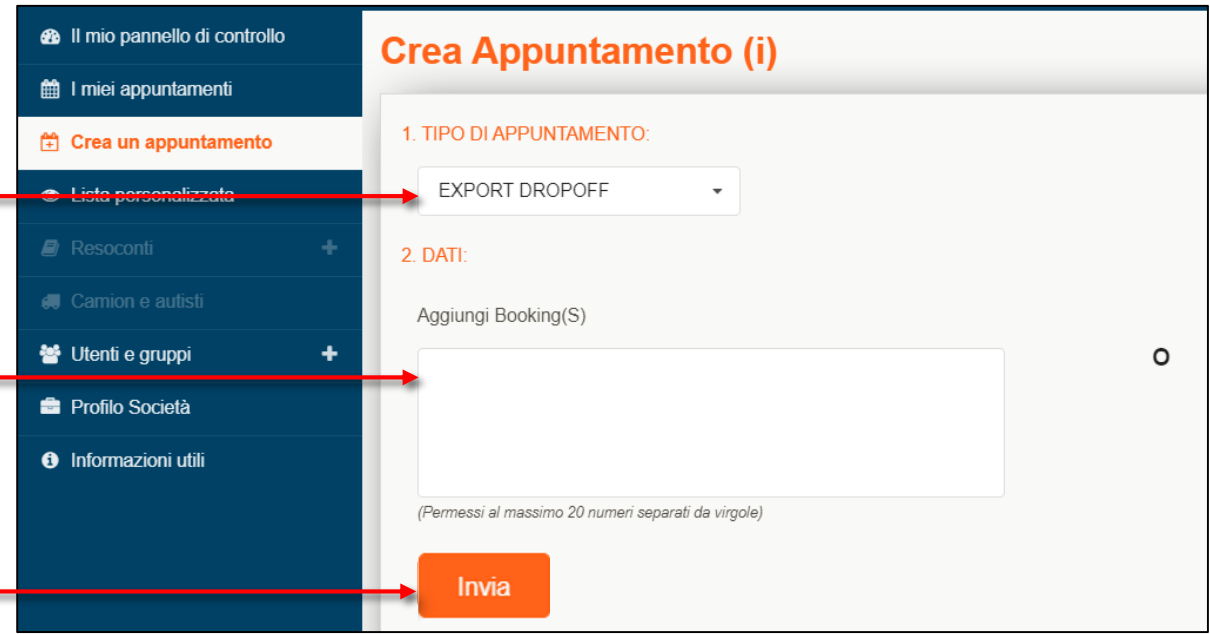 Il mio pannello di controllo
I miei appuntamenti
Crea un appuntamento
Lista personalizzata
Resoconti +
Camion e autisti
Utenti e gruppi +
Profilo Società
Informazioni utili
Crea Appuntamento (i)
1. TIPO DI APPUNTAMENTO:
EXPORT DROPOFF
2. DATI:
Aggiungi Booking(S)
O
(Permessi al massimo 20 numeri separati da virgole)
Invia